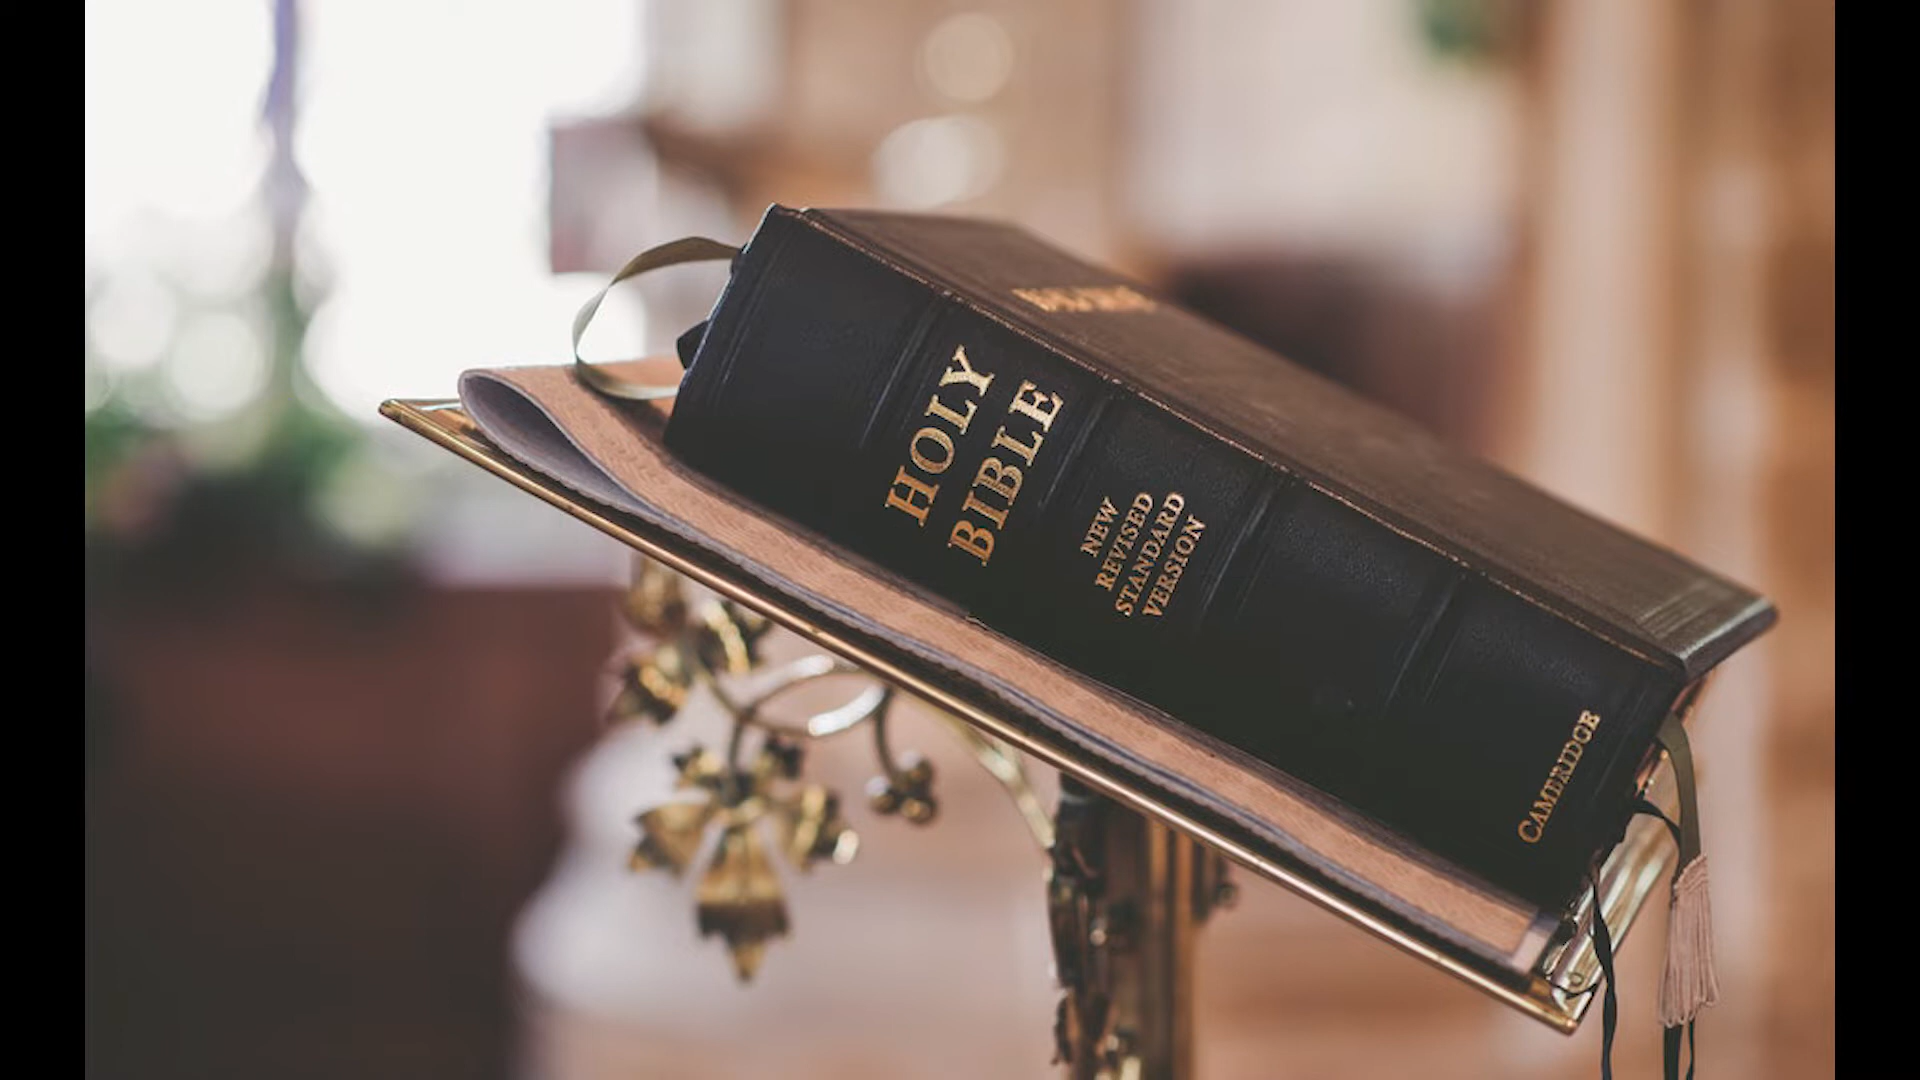 HOLY
BIBLE
NEW
REVISED
STANDARD
VERSION
CAMBRIDGE